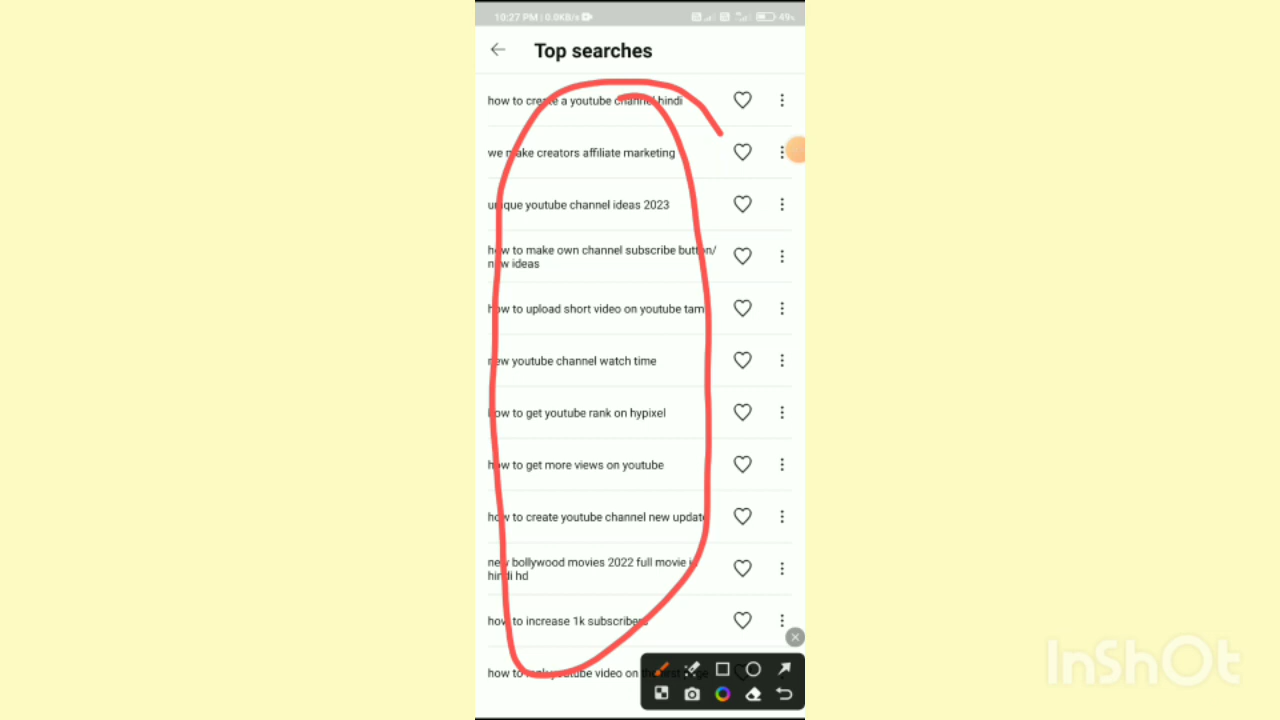 10:27 PM | 0.0KB/s
49%
Top searches
how to create a youtube channel hindi
we make creators affiliate marketing
unique youtube channel ideas 2023
how to make own channel subscribe button/
new ideas
how to upload short video on youtube tam
new youtube channel watch time
how to get youtube rank on hypixel
how to get more views on youtube
how to create youtube channel new update
new bollywood movies 2022 full movie in
hindi hd
how to increase 1k subscribers
how to youtube video on
InShOt